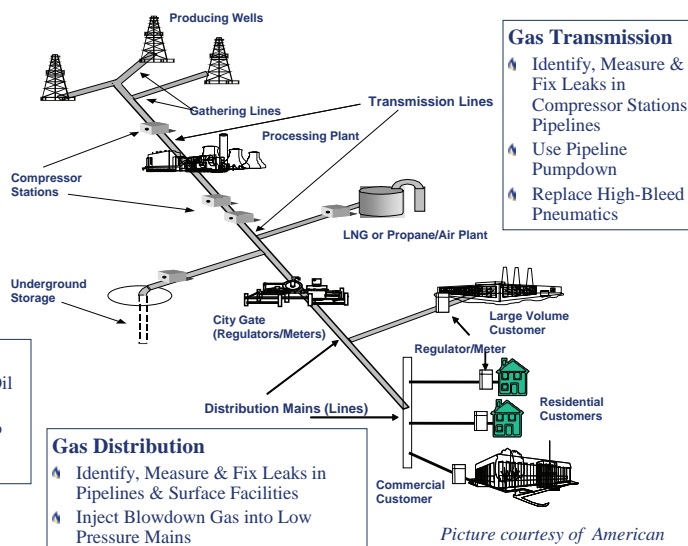 Producing Wells
Gathering Lines
Transmission Lines
Processing Plant
Compressor
Stations
LNG or Propane/Air Plant
Underground
Storage
City Gate
(Regulators/Meters)
Large Volume
Customer
Regulator/Meter
Distribution Mains (Lines)
Residential
Customers
Commercial
Customer
Gas Transmission
Identify, Measure &
Fix Leaks in
Compressor Stations
Pipelines
Use Pipeline
Pumpdown
Replace High-Bleed
Pneumatics
Gas Distribution
Identify, Measure & Fix Leaks in
Pipelines & Surface Facilities
Inject Blowdown Gas into Low
Pressure Mains
Picture courtesy of American